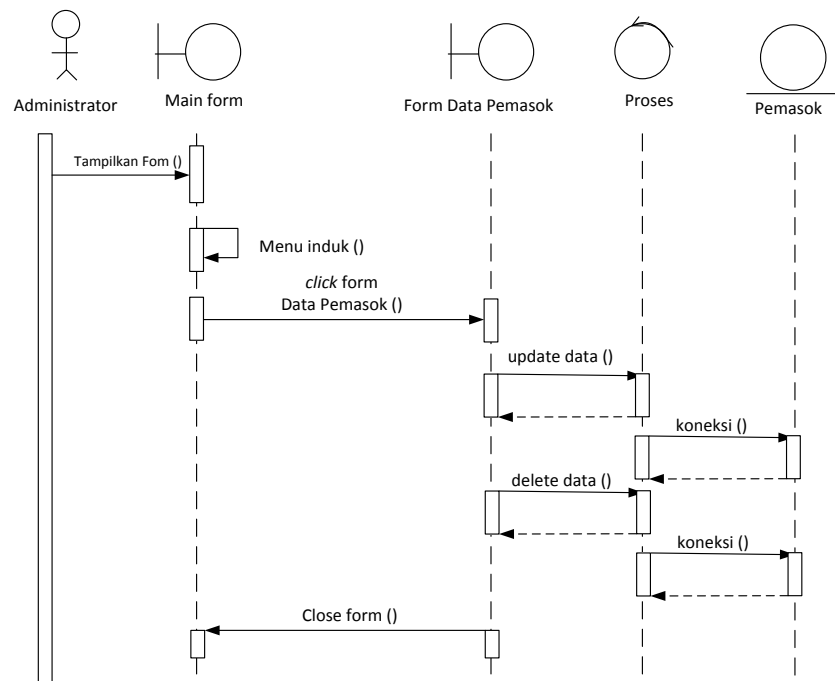 Administrator
Main form
Form Data Pemasok
Proses
Pemasok
Tampilkan Fom ()
Menu induk ()
click form
Data Pemasok ()
update data ()
koneksi ()
delete data ()
koneksi ()
Close form ()